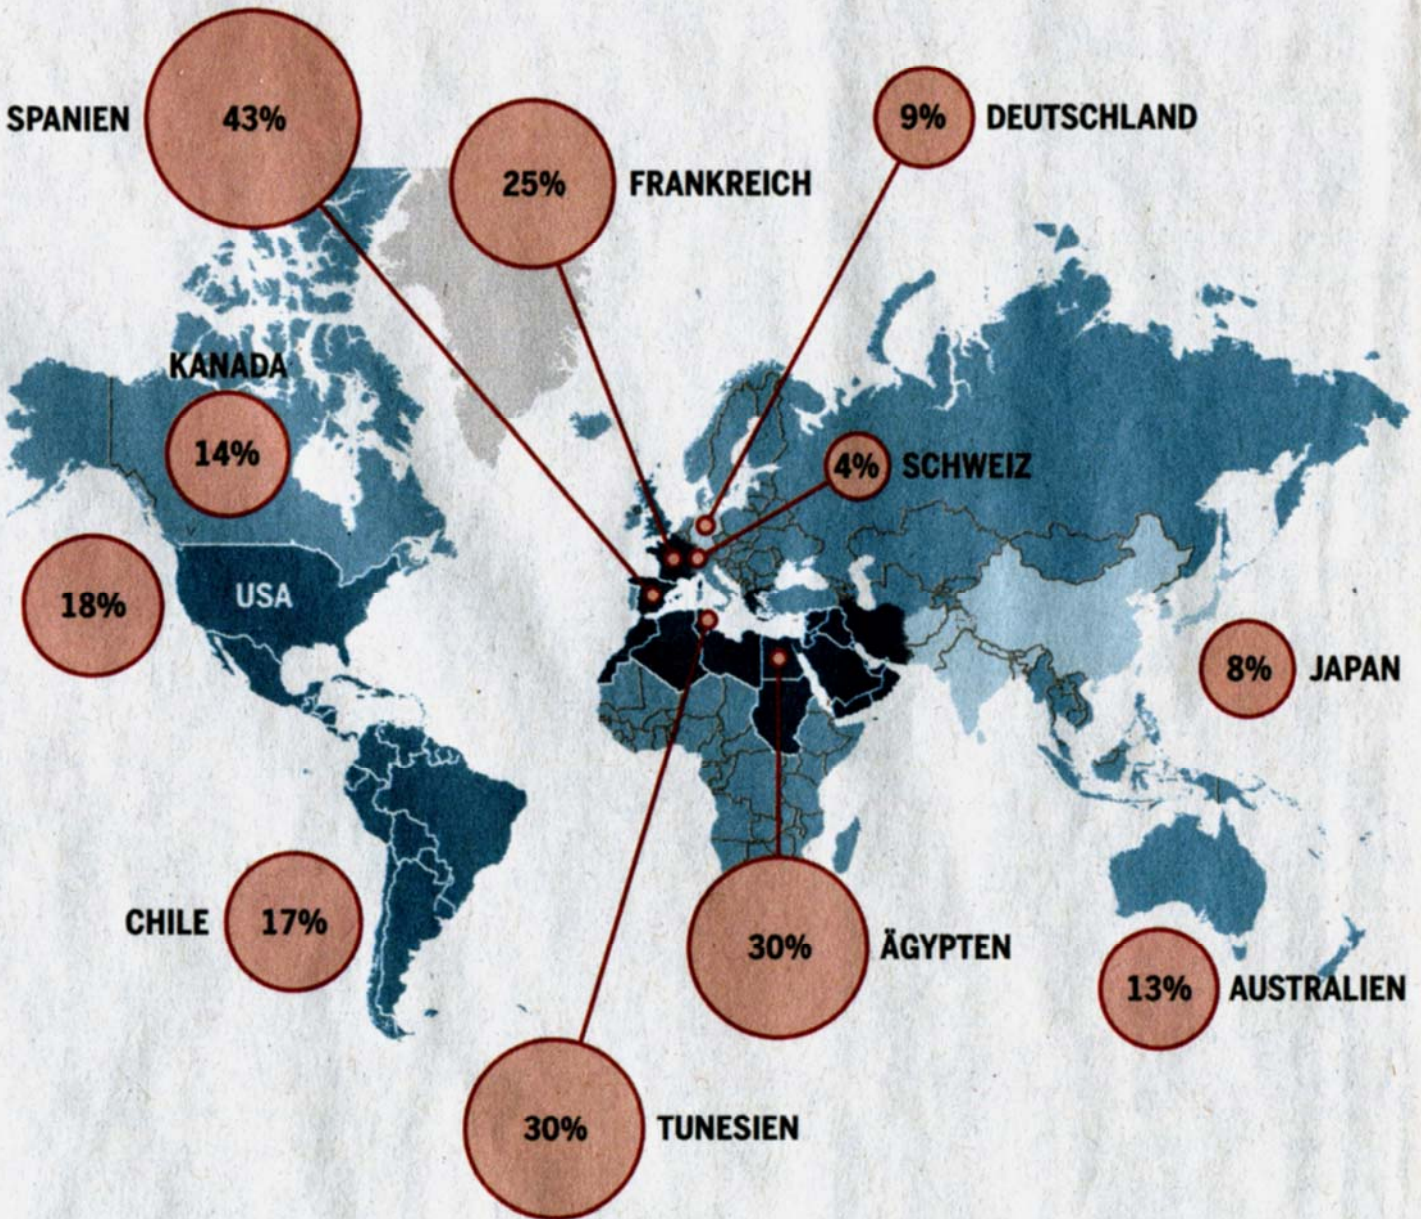 SPANIEN 43%
25% FRANKREICH
9% DEUTSCHLAND
KANADA
14%
4% SCHWEIZ
18% USA
8% JAPAN
CHILE 17%
30% ÄGYPTEN
13% AUSTRALIEN
30% TUNESIEN